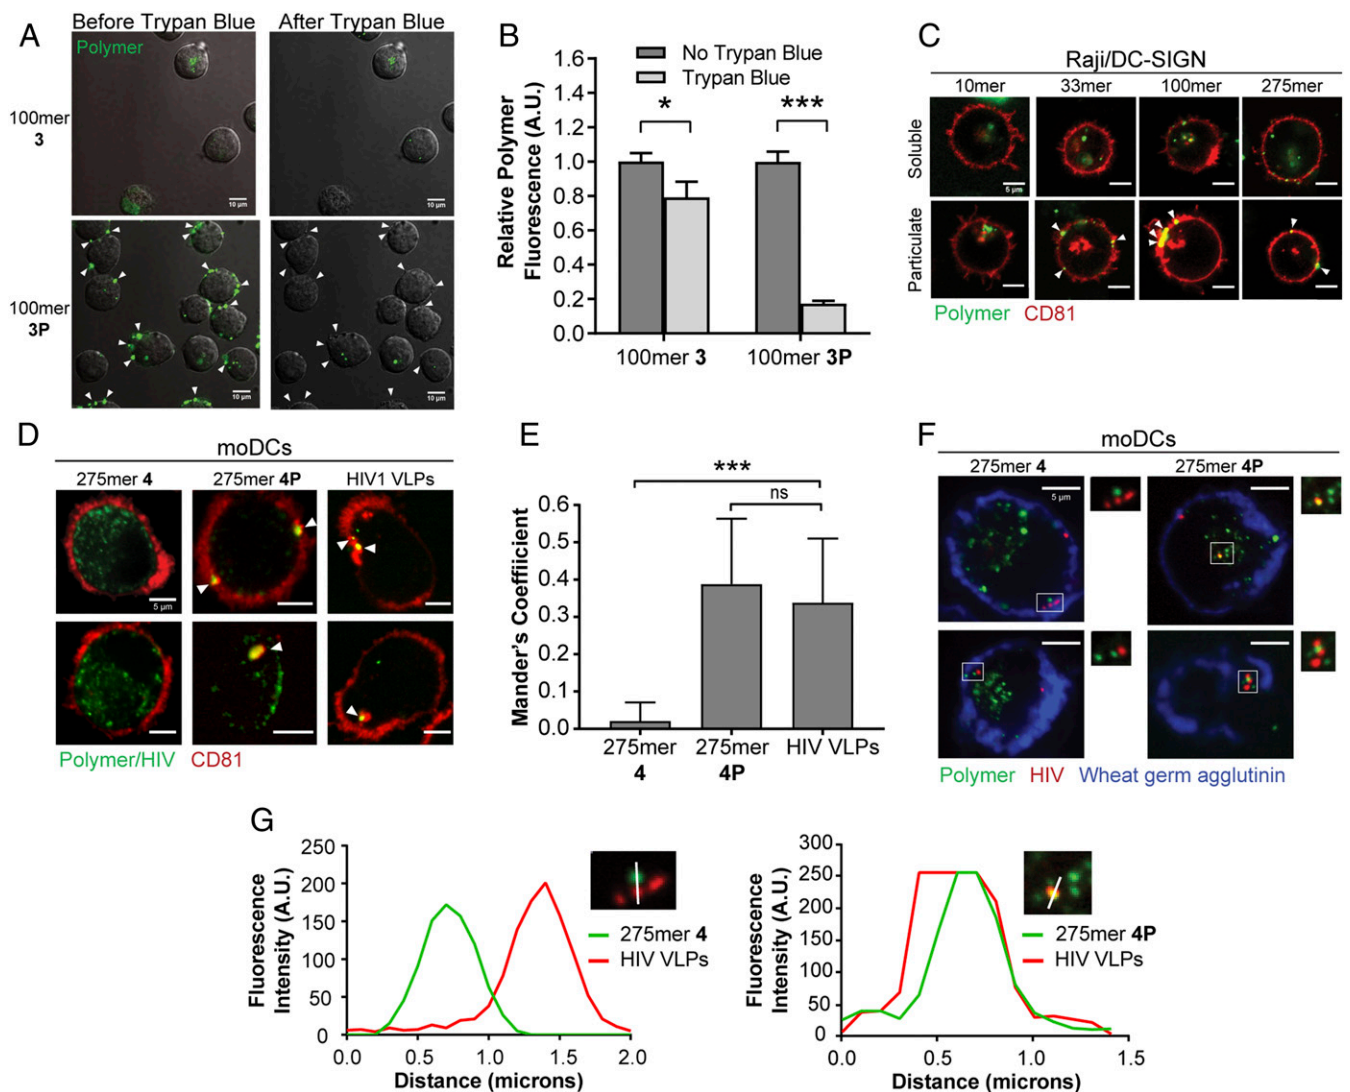 A
Before Trypan Blue
After Trypan Blue
Polymer
100mer
3
10 µm
10 µm
100mer
3P
10 µm
10 µm
B
No Trypan Blue
Trypan Blue
Relative Polymer
Fluorescence (A.U.)
1.6
1.4
1.2
1.0
0.8
0.6
0.4
0.2
0.0
*
***
100mer 3
100mer 3P
C
Raji/DC-SIGN
10mer
33mer
100mer
275mer
Soluble
5 µm
Particulate
Polymer
CD81
D
moDCs
275mer 4
275mer 4P
HIV1 VLPs
5 µm
Polymer/HIV
CD81
E
***
ns
Mander's Coefficient
0.6
0.5
0.4
0.3
0.2
0.1
0.0
275mer
4
275mer
4P
HIV VLPs
F
moDCs
275mer 4
275mer 4P
5 µm
Polymer
HIV
Wheat germ agglutinin
G
Fluorescence
Intensity (A.U.)
250
200
150
100
50
0
0.0
0.5
1.0
1.5
2.0
Distance (microns)
275mer 4
HIV VLPs
Fluorescence
Intensity (A.U.)
300
250
200
150
250
50
0
0.0
0.5
1.0
1.5
Distance (microns)
275mer 4P
HIV VLPs